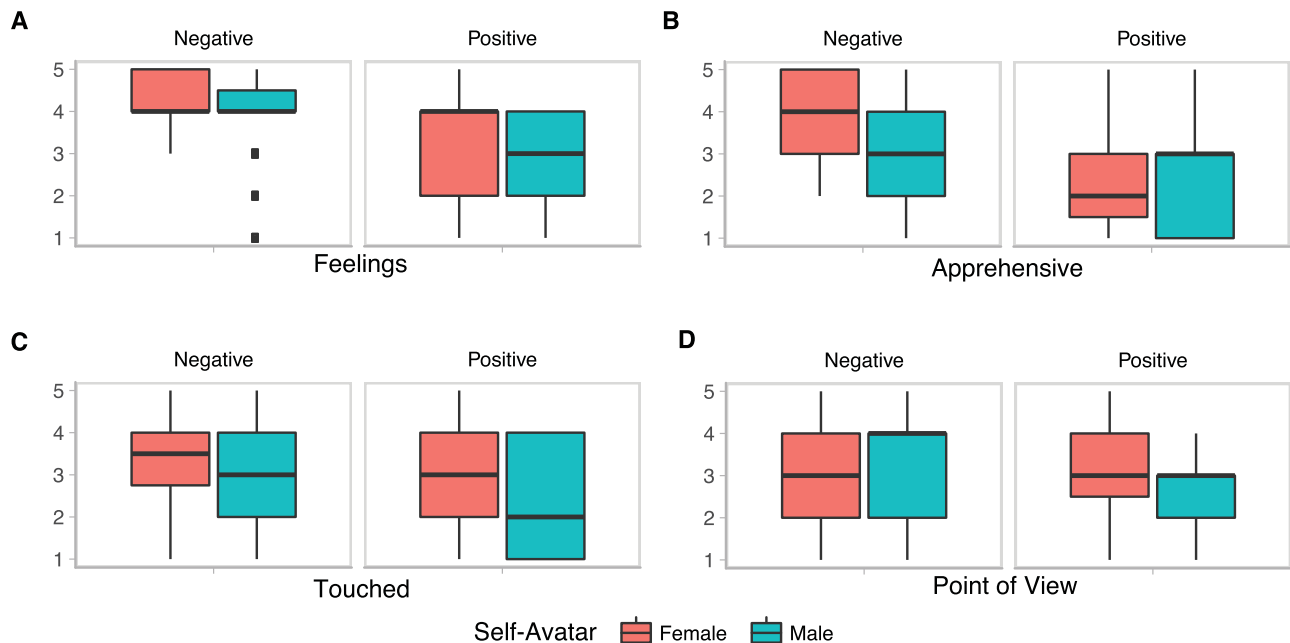 A
B
Negative Positive
Negative Positive
5
4
3
2
1
5
4
3
2
1
Feelings
Apprehensive
C
D
Negative Positive
Negative Positive
5
4
3
2
1
5
4
3
2
1
Touched
Point of View
Self-Avatar Female Male